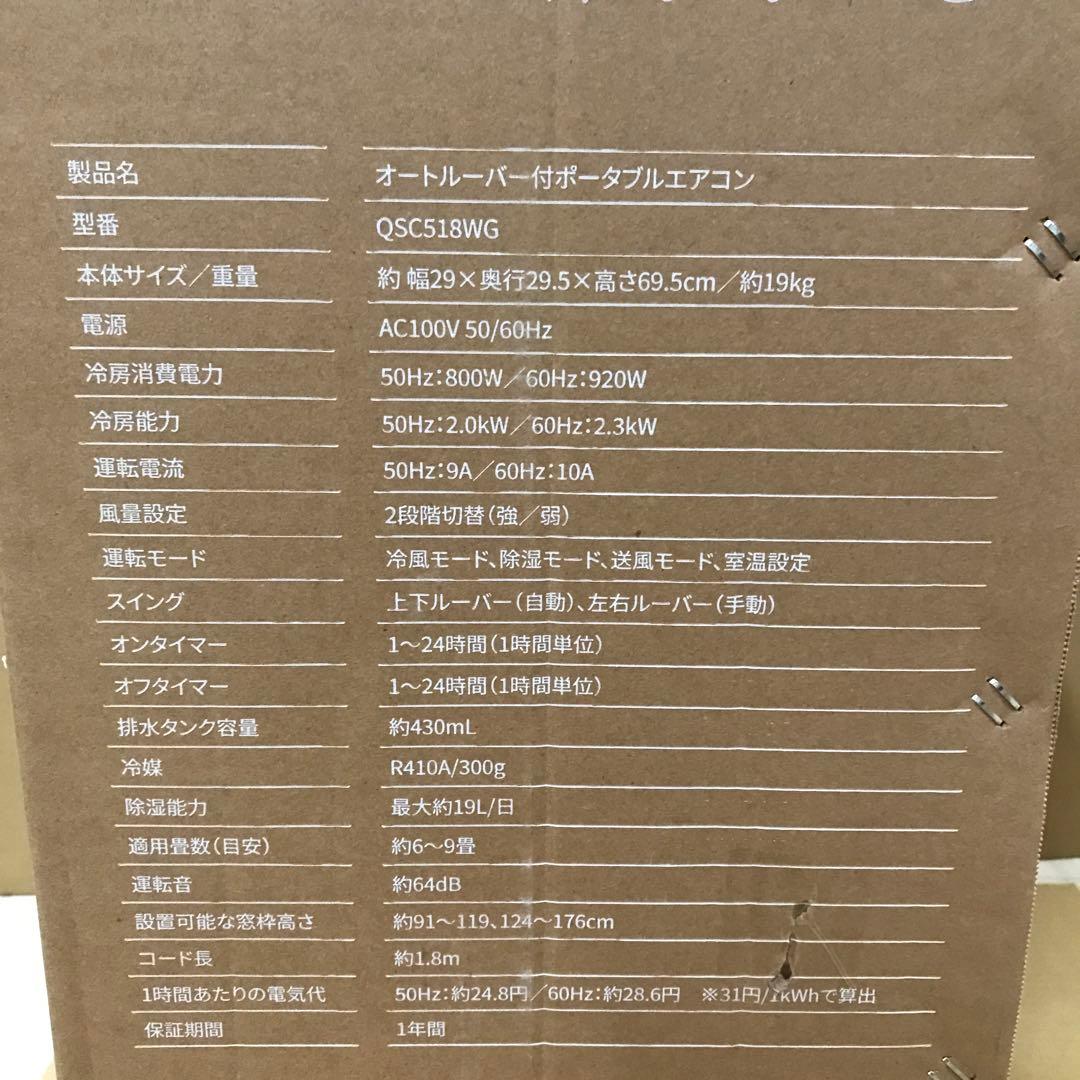 製品名 オートルーバー付ポータブルエアコン
型番 QSC518WG
本体サイズ／重量 約 幅29×奥行29.5×高さ69.5cm／約19kg
電源 AC100V 50/60Hz
冷房消費電力 50Hz：800W／60Hz：920W
冷房能力 50Hz：2.0kW／60Hz：2.3kW
運転電流 50Hz：9A／60Hz：10A
風量設定 2段階切替（強／弱）
運転モード 冷風モード、除湿モード、送風モード、室温設定
スイング 上下ルーバー（自動）、左右ルーバー（手動）
オンタイマー 1～24時間（1時間単位）
オフタイマー 1～24時間（1時間単位）
排水タンク容量 約430mL
冷媒 R410A/300g
除湿能力 最大約19L/日
適用畳数（目安） 約6～9畳
運転音 約64dB
設置可能な窓枠高さ 約91～119、124～176cm
コード長 約1.8m
1時間あたりの電気代 50Hz：約24.8円／60Hz：約28.6円 ※31円/1kWhで算出
保証期間 1年間